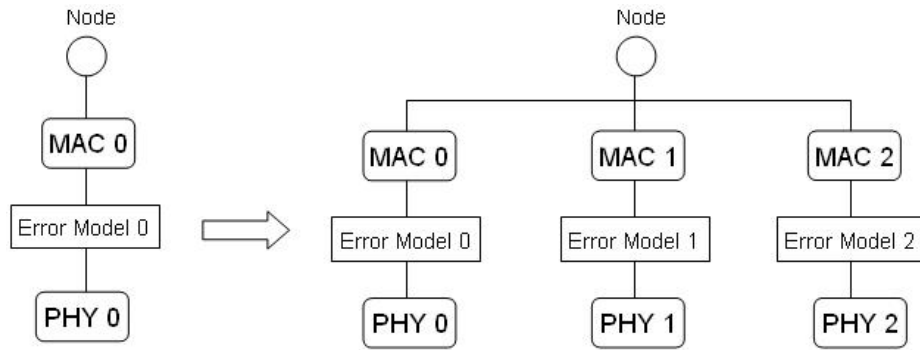 Node
MAC 0
Error Model 0
PHY 0
Node
MAC 0
MAC 1
MAC 2
Error Model 0
Error Model 1
Error Model 2
PHY 0
PHY 1
PHY 2